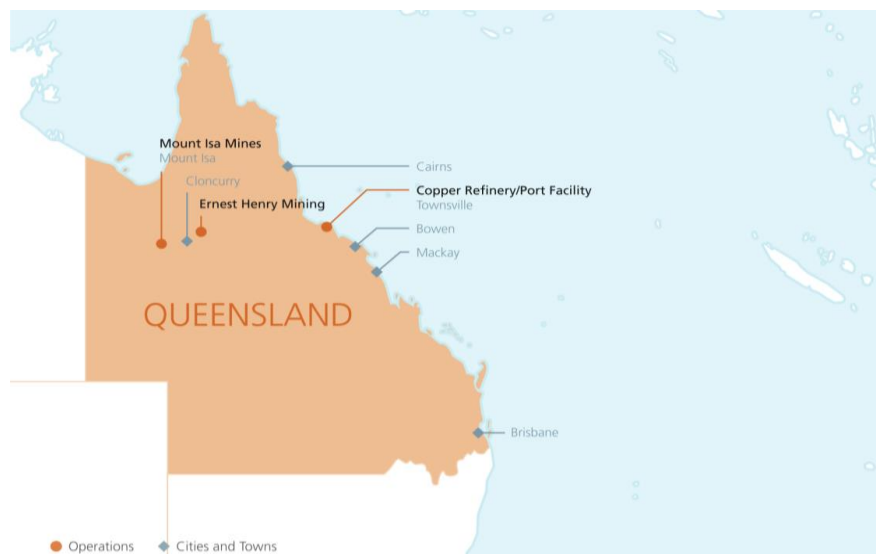 Mount Isa Mines
Mount Isa
Cloncurry
Ernest Henry Mining
Cairns
Copper Refinery/Port Facility
Townsville
Bowen
Mackay
QUEENSLAND
Brisbane
Operations
Cities and Towns